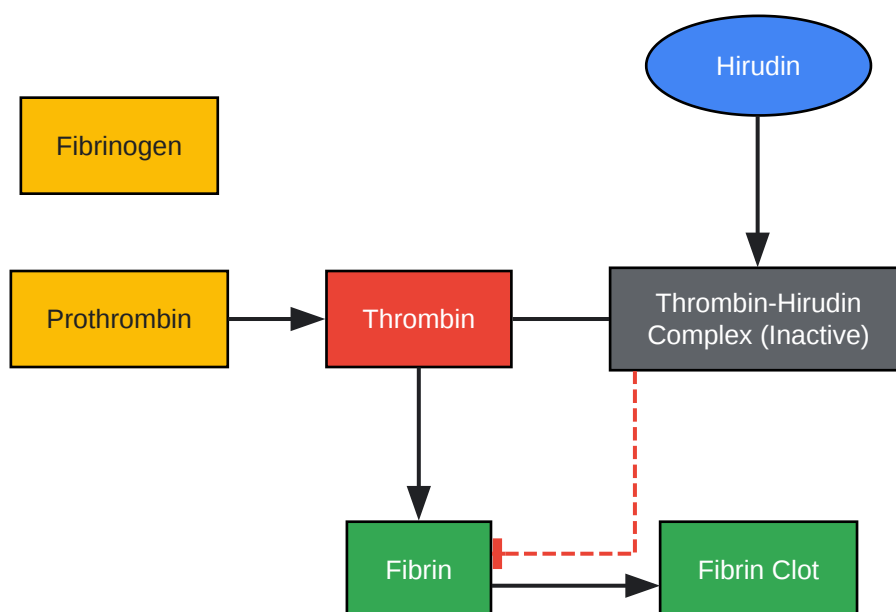 Hirudin
Fibrinogen
Prothrombin
Thrombin
Thrombin-Hirudin
Complex (Inactive)
Fibrin
Fibrin Clot